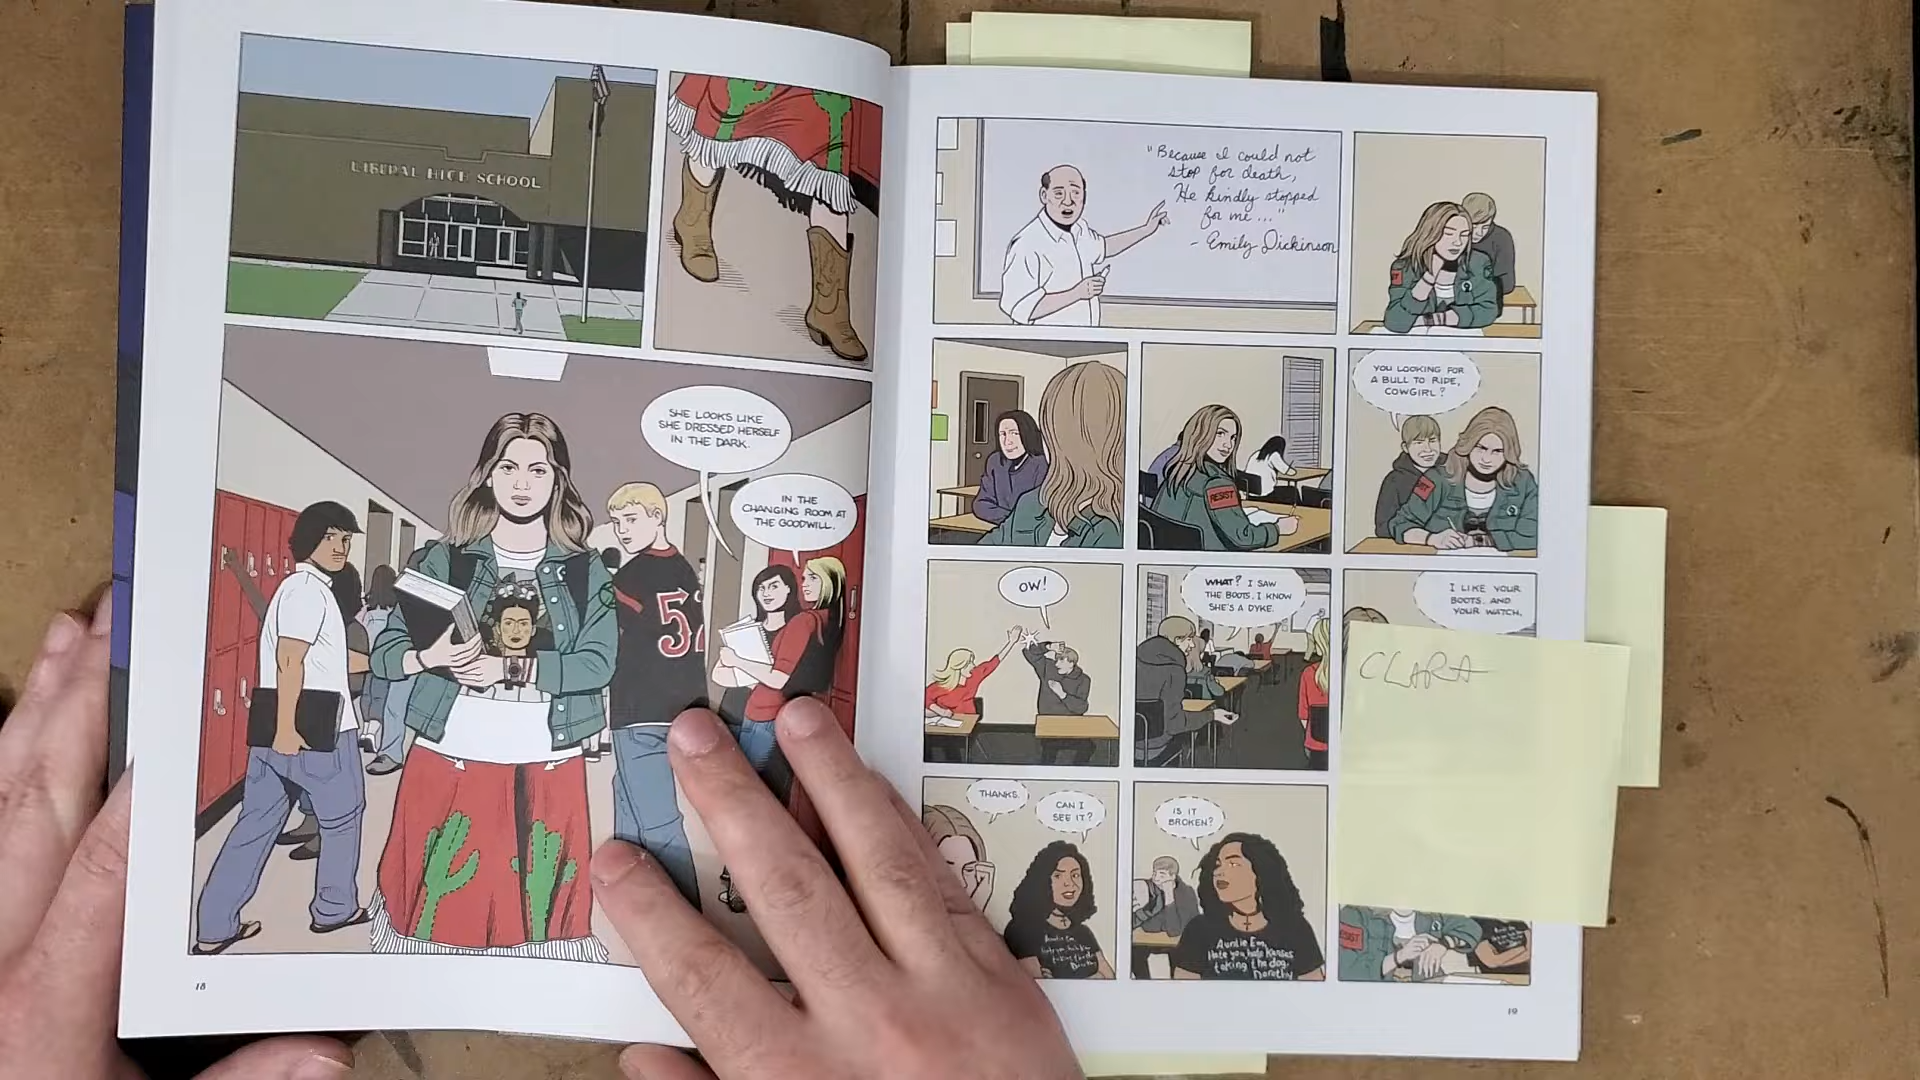 LIBERAL HIGH SCHOOL
SHE LOOKS LIKE
SHE DRESSED HERSELF
IN THE DARK.
IN THE
CHANGING ROOM AT
THE GOODWILL.
52
18
"Because I could not
stop for death,
He kindly stopped
for me..."
- Emily Dickinson
RESIST
YOU LOOKING FOR
A BULL TO RIDE,
COWGIRL?
OW!
WHAT? I SAW
THE BOOTS. I KNOW
SHE'S A DYKE.
I LIKE YOUR
BOOTS. AND
YOUR WATCH.
CLARA
THANKS.
CAN I
SEE IT?
Auntie Em,
IS IT
BROKEN?
Auntie Em,
Hate you, hate Kansas
taking the dog.
Dorothy
RESIST
19